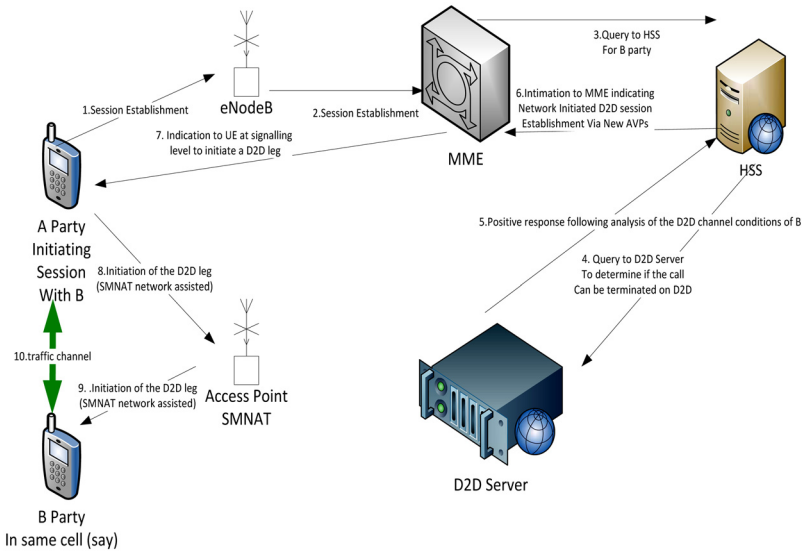 3.Query to HSS
For B party
1.Session Establishment
eNodeB
2.Session Establishment
6.Intimation to MME indicating
Network Initiated D2D session
Establishment Via New AVPs
7. Indication to UE at signalling
level to initiate a D2D leg
MME
HSS
A Party
Initiating
Session
With B
5.Positive response following analysis of the D2D channel conditions of B
4. Query to D2D Server
To determine if the call
Can be terminated on D2D
8.Initiation of the D2D leg
(SMNAT network assisted)
10.traffic channel
9. .Initiation of the D2D leg
(SMNAT network assisted)
Access Point
SMNAT
D2D Server
B Party
In same cell (say)